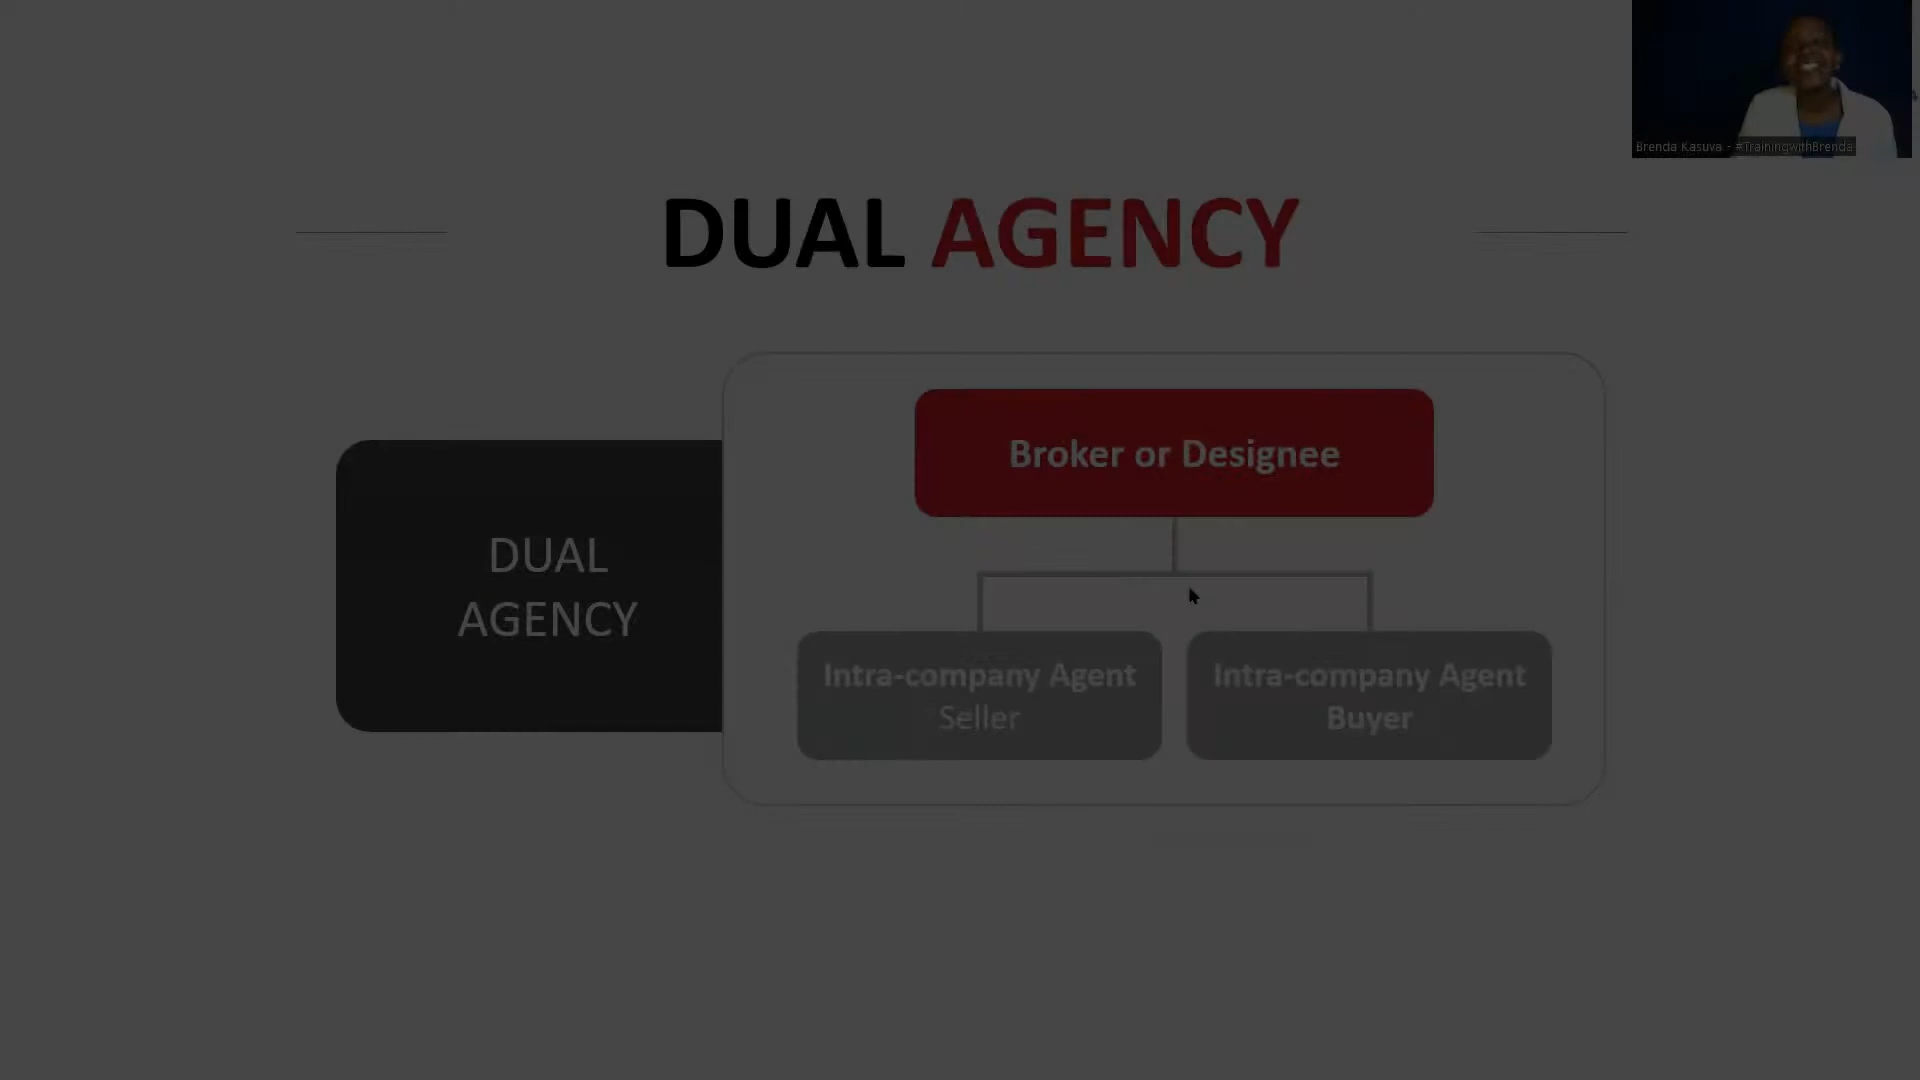 Brenda Kasuva - #TrainingwithBrenda
DUAL AGENCY
Broker or Designee
DUAL
AGENCY
Intra-company Agent
Seller
Intra-company Agent
Buyer